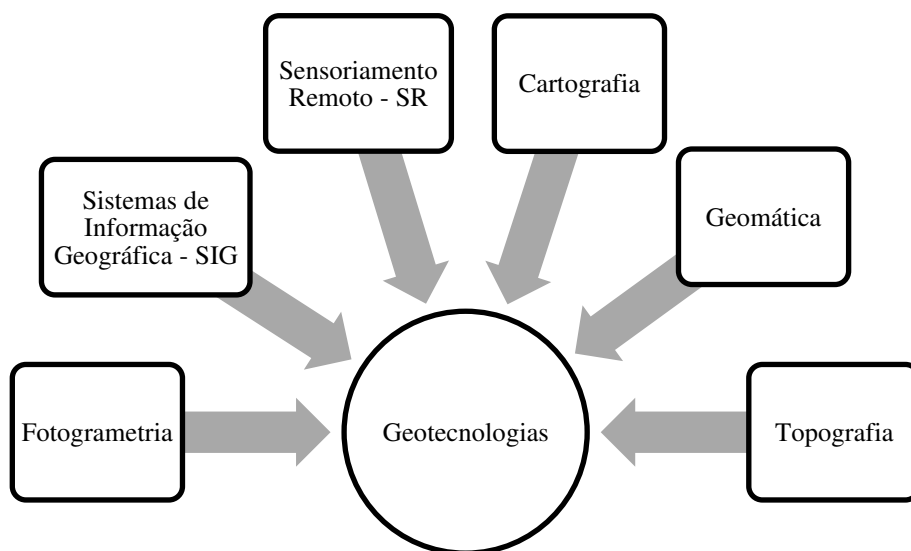 Sensoriamento
Remoto - SR
Cartografia
Sistemas de
Informação
Geográfica - SIG
Geomática
Fotogrametria
Geotecnologias
Topografia